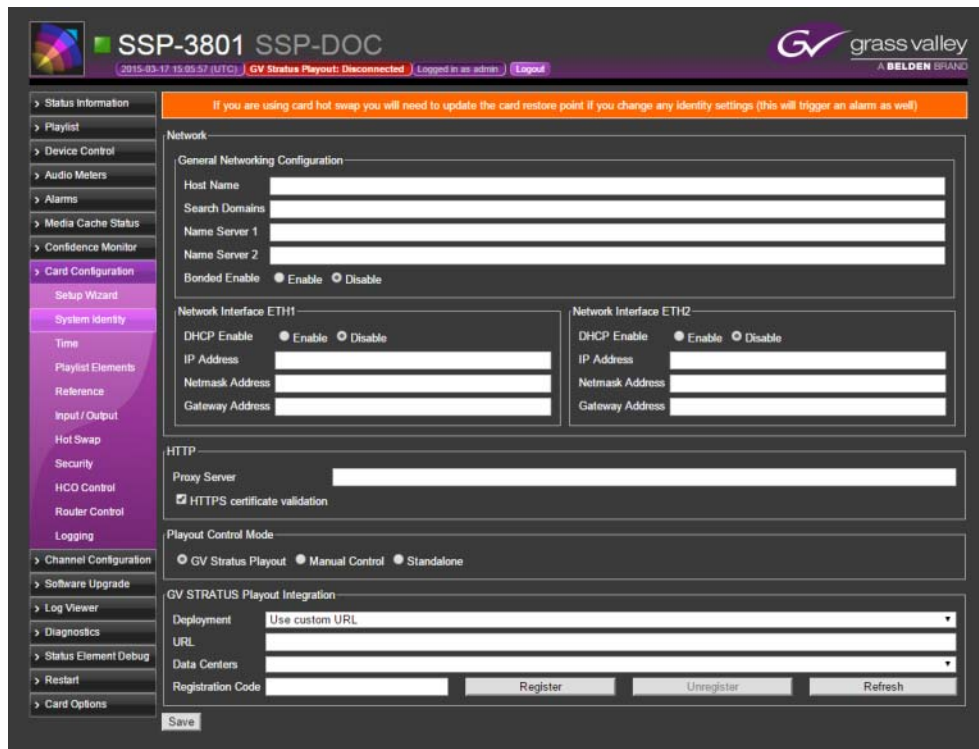 SSP-3801 SSP-DOC
grass valley
A BELDEN BRAND
2015-03-17 15:05:57 (UTC) GV Stratus Playout: Disconnected Logged in as admin Logout
If you are using card hot swap you will need to update the card restore point if you change any identity settings (this will trigger an alarm as well)
> Status Information
> Playlist
> Device Control
> Audio Meters
> Alarms
> Media Cache Status
> Confidence Monitor
> Card Configuration
Setup Wizard
System Identity
Time
Playlist Elements
Reference
Input / Output
Hot Swap
Security
HCO Control
Router Control
Logging
> Channel Configuration
> Software Upgrade
> Log Viewer
> Diagnostics
> Status Element Debug
> Restart
> Card Options
Network
General Networking Configuration
Host Name
Search Domains
Name Server 1
Name Server 2
Bonded Enable Enable Disable
Network Interface ETH1
DHCP Enable Enable Disable
IP Address
Netmask Address
Gateway Address
Network Interface ETH2
DHCP Enable Enable Disable
IP Address
Netmask Address
Gateway Address
HTTP
Proxy Server
HTTPS certificate validation
Playout Control Mode
GV Stratus Playout Manual Control Standalone
GV STRATUS Playout Integration
Deployment Use custom URL
URL
Data Centers
Registration Code Register Unregister Refresh
Save